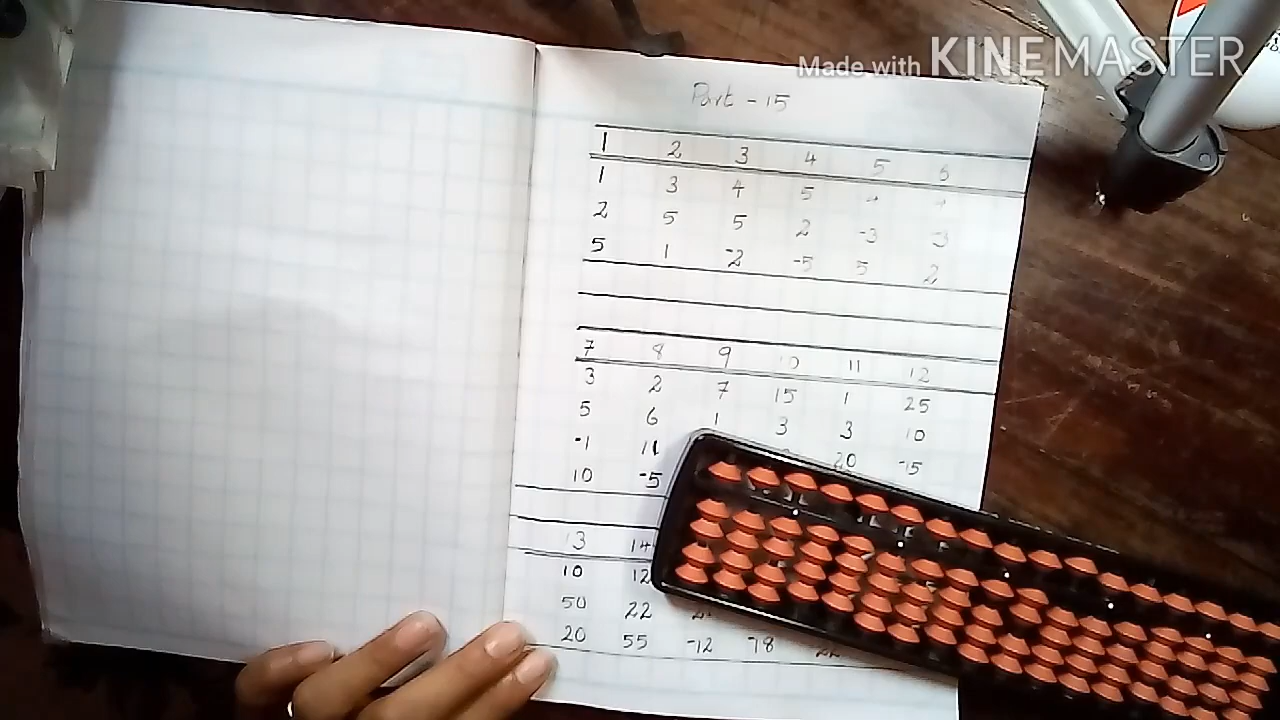 Made with KINEMASTER
Part - 15
1 2 3 4 5 6
1 3 4 5
2 5 5 2 -3 3
5 1 -2 -5 5 2
7 8 9 10 11 12
3 2 7 15 1 25
5 6 1 3 3 10
-1 11 20 -15
10 -5
13 14
10 12
50 22
20 55 -12 78